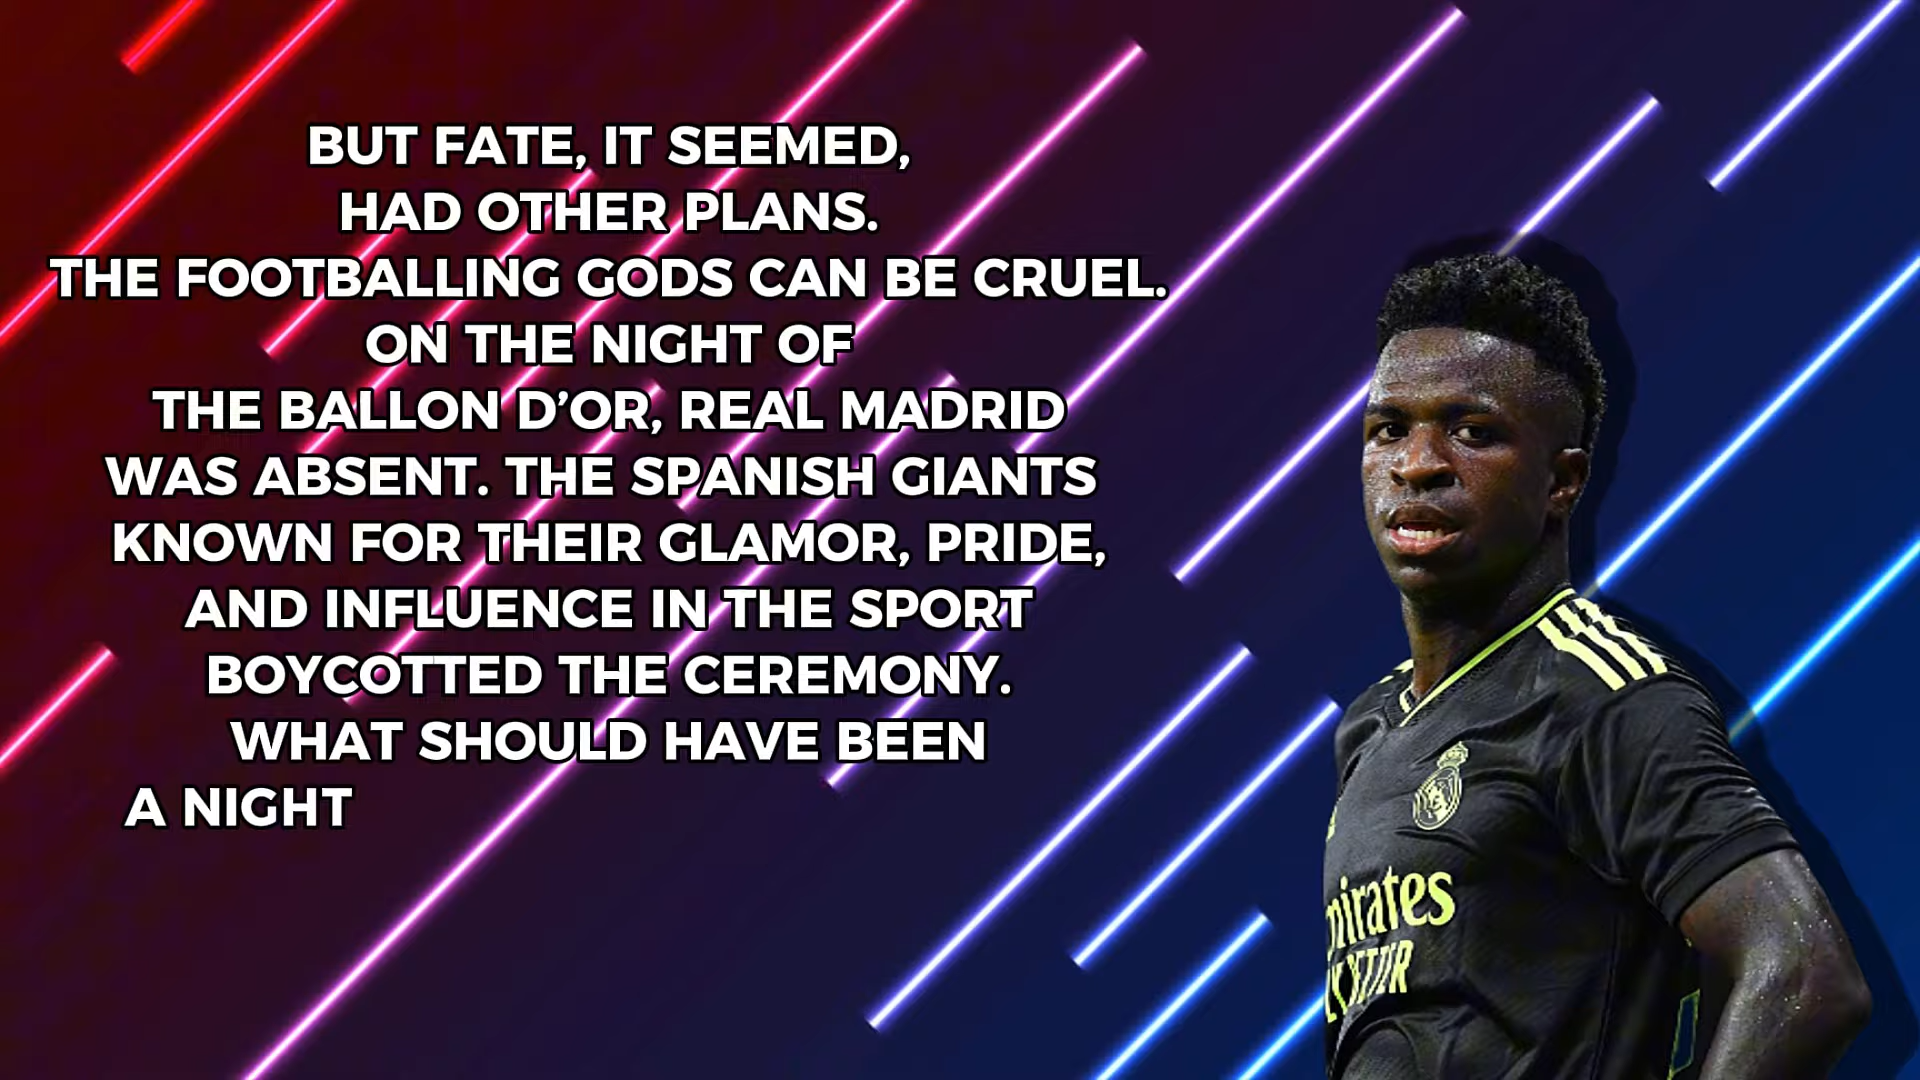 BUT FATE, IT SEEMED,
HAD OTHER PLANS.
THE FOOTBALLING GODS CAN BE CRUEL.
ON THE NIGHT OF
THE BALLON D’OR, REAL MADRID
WAS ABSENT. THE SPANISH GIANTS
KNOWN FOR THEIR GLAMOR, PRIDE,
AND INFLUENCE IN THE SPORT
BOYCOTTED THE CEREMONY.
WHAT SHOULD HAVE BEEN
A NIGHT
mirates
Y BETTER